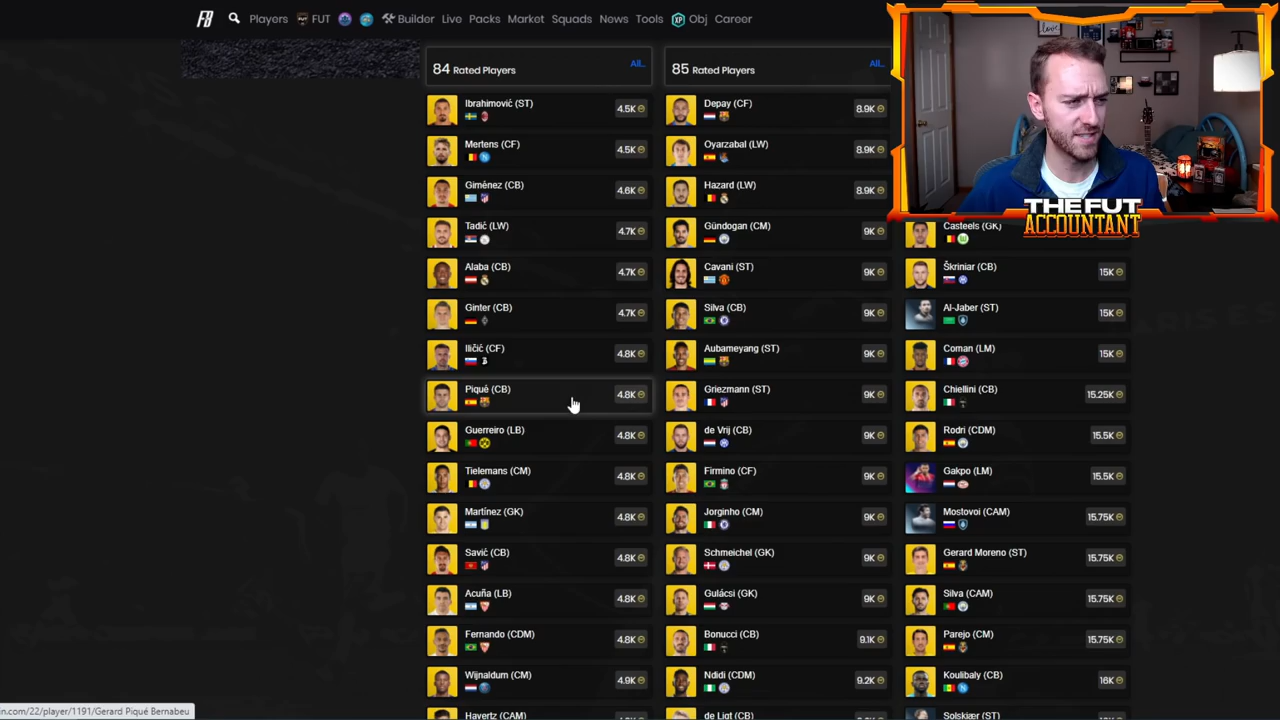 F8 Players FUT Builder Live Packs Market Squads News Tools XP Obj Career
84 Rated Players All..
Ibrahimović (ST) 4.5K
Mertens (CF) 4.5K
Giménez (CB) 4.6K
Tadić (LW) 4.7K
Alaba (CB) 4.7K
Ginter (CB) 4.7K
Iličić (CF) 4.8K
Piqué (CB) 4.8K
Guerreiro (LB) 4.8K
Tielemans (CM) 4.8K
Martínez (GK) 4.8K
Savić (CB) 4.8K
Acuña (LB) 4.8K
Fernando (CDM) 4.8K
Wijnaldum (CM) 4.9K
Havertz (CAM)
85 Rated Players All..
Depay (CF) 8.9K
Oyarzabal (LW) 8.9K
Hazard (LW) 8.9K
Gündogan (CM) 9K
Cavani (ST) 9K
Silva (CB) 9K
Aubameyang (ST) 9K
Griezmann (ST) 9K
de Vrij (CB) 9K
Firmino (CF) 9K
Jorginho (CM) 9K
Schmeichel (GK) 9K
Gulácsi (GK) 9K
Bonucci (CB) 9.1K
Ndidi (CDM) 9.2K
de Ligt (CB)
THE FUT
ACCOUNTANT
Casteels (GK)
Škriniar (CB) 15K
Al-Jaber (ST) 15K
Coman (LM) 15K
Chiellini (CB) 15.25K
Rodri (CDM) 15.5K
Gakpo (LM) 15.5K
Mostovoi (CAM) 15.75K
Gerard Moreno (ST) 15.75K
Silva (CAM) 15.75K
Parejo (CM) 15.75K
Koulibaly (CB) 16K
Solskjær (ST)
in.com/22/player/1191/Gerard Piqué Bernabeu